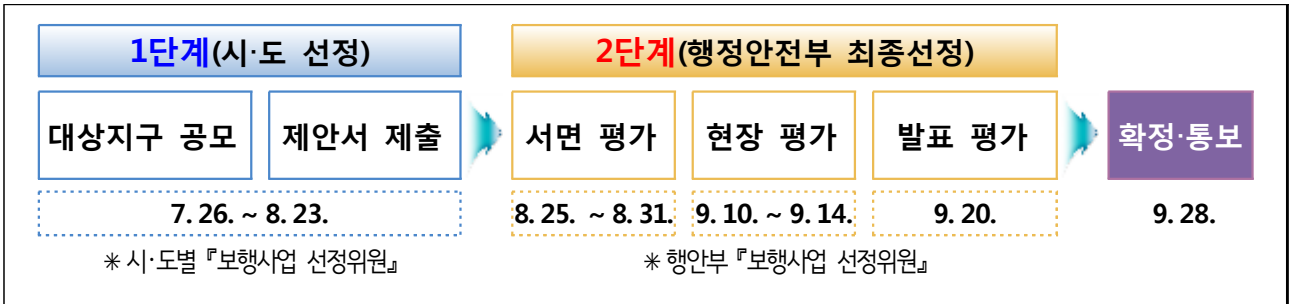 1단계(시·도 선정) 2단계(행정안전부 최종선정)
대상지구 공모 제안서 제출 서면 평가 현장 평가 발표 평가 확정·통보
7. 26. ~ 8. 23. 8. 25. ~ 8. 31. 9. 10. ~ 9. 14. 9. 20. 9. 28.
* 시·도별 『보행사업 선정위원』 * 행안부 『보행사업 선정위원』